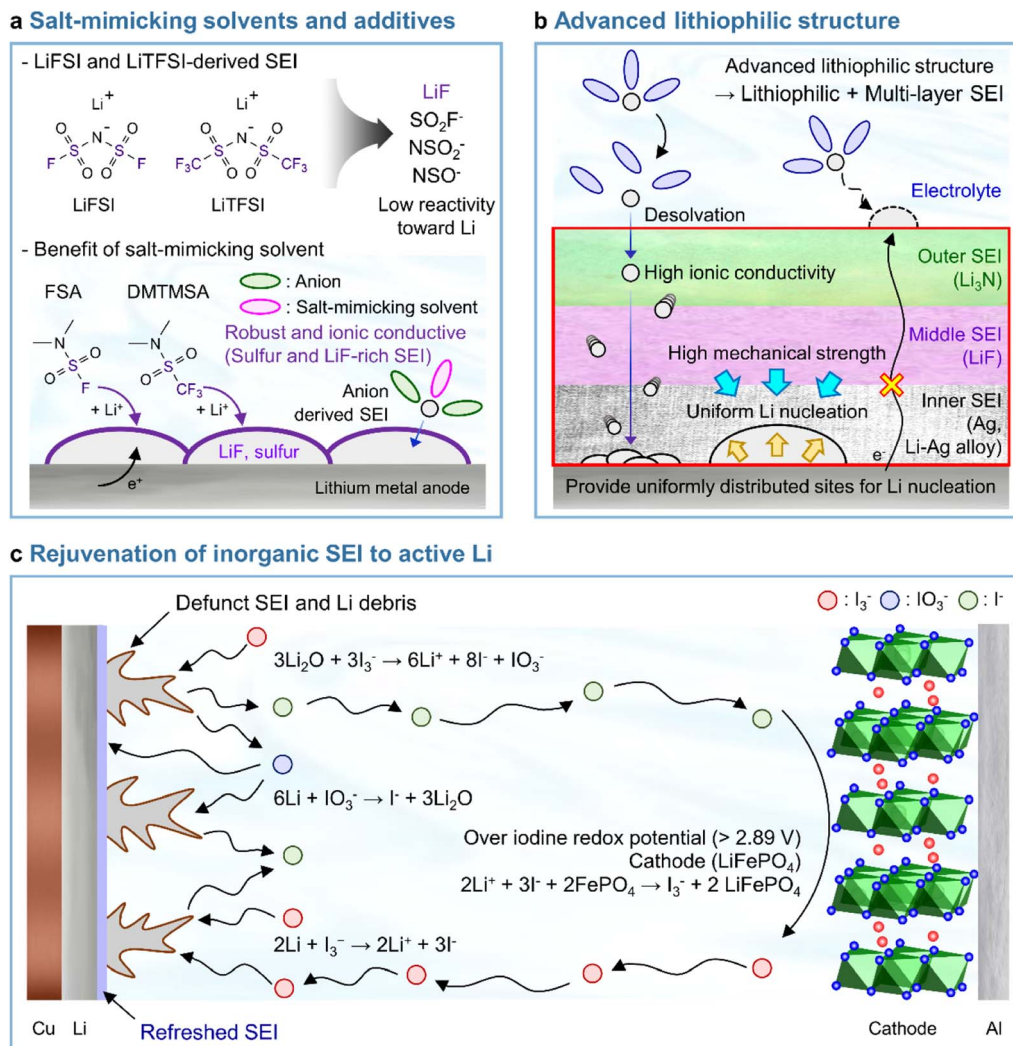 a Salt-mimicking solvents and additives
- LiFSI and LiTFSI-derived SEI
Li⁺
Li⁺
O O
S N⁻ S
F O O F
O O
F₃C S N⁻ S CF₃
O O
LiFSI
LiTFSI
LiF
SO₂F⁻
NSO₂⁻
NSO⁻
Low reactivity
toward Li
- Benefit of salt-mimicking solvent
FSA
DMTMSA
: Anion
: Salt-mimicking solvent
N
S O
O F
N
S O
O CF₃
Robust and ionic conductive
(Sulfur and LiF-rich SEI)
+ Li⁺
+ Li⁺
Anion
derived SEI
LiF, sulfur
e⁺
Lithium metal anode
b Advanced lithiophilic structure
Advanced lithiophilic structure
→ Lithiophilic + Multi-layer SEI
Electrolyte
Desolvation
High ionic conductivity
Outer SEI
(Li₃N)
High mechanical strength
Middle SEI
(LiF)
Uniform Li nucleation
Inner SEI
(Ag,
Li-Ag alloy)
e⁻
Provide uniformly distributed sites for Li nucleation
c Rejuvenation of inorganic SEI to active Li
Defunct SEI and Li debris
: I₃⁻ : IO₃⁻ : I⁻
3Li₂O + 3I₃⁻ → 6Li⁺ + 8I⁻ + IO₃⁻
6Li + IO₃⁻ → I⁻ + 3Li₂O
Over iodine redox potential (> 2.89 V)
Cathode (LiFePO₄)
2Li⁺ + 3I⁻ + 2FePO₄ → I₃⁻ + 2 LiFePO₄
2Li + I₃⁻ → 2Li⁺ + 3I⁻
Cu Li
Refreshed SEI
Cathode
Al